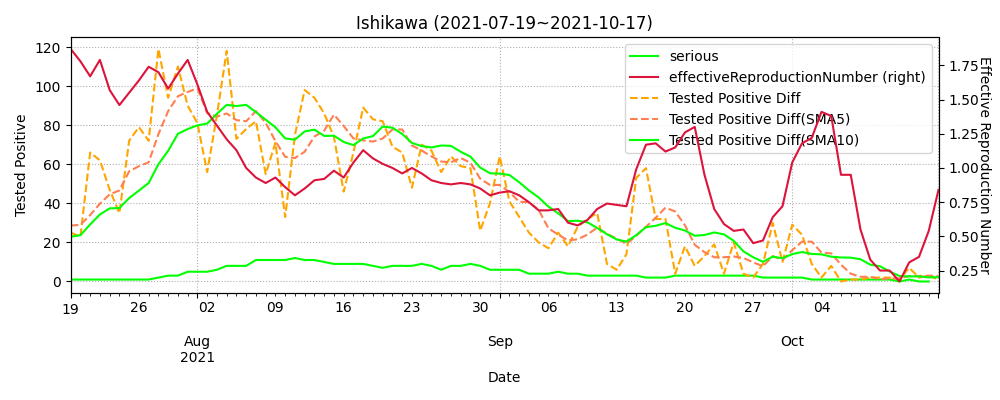 Ishikawa (2021-07-19~2021-10-17)
serious
effectiveReproductionNumber (right)
Tested Positive Diff
Tested Positive Diff(SMA5)
Tested Positive Diff(SMA10)
Tested Positive
120
100
80
60
40
20
0
Effective Reproduction Number
1.75
1.50
1.25
1.00
0.75
0.50
0.25
19 26 02 09 16 23 30 06 13 20 27 04 11
Aug Sep Oct
2021
Date